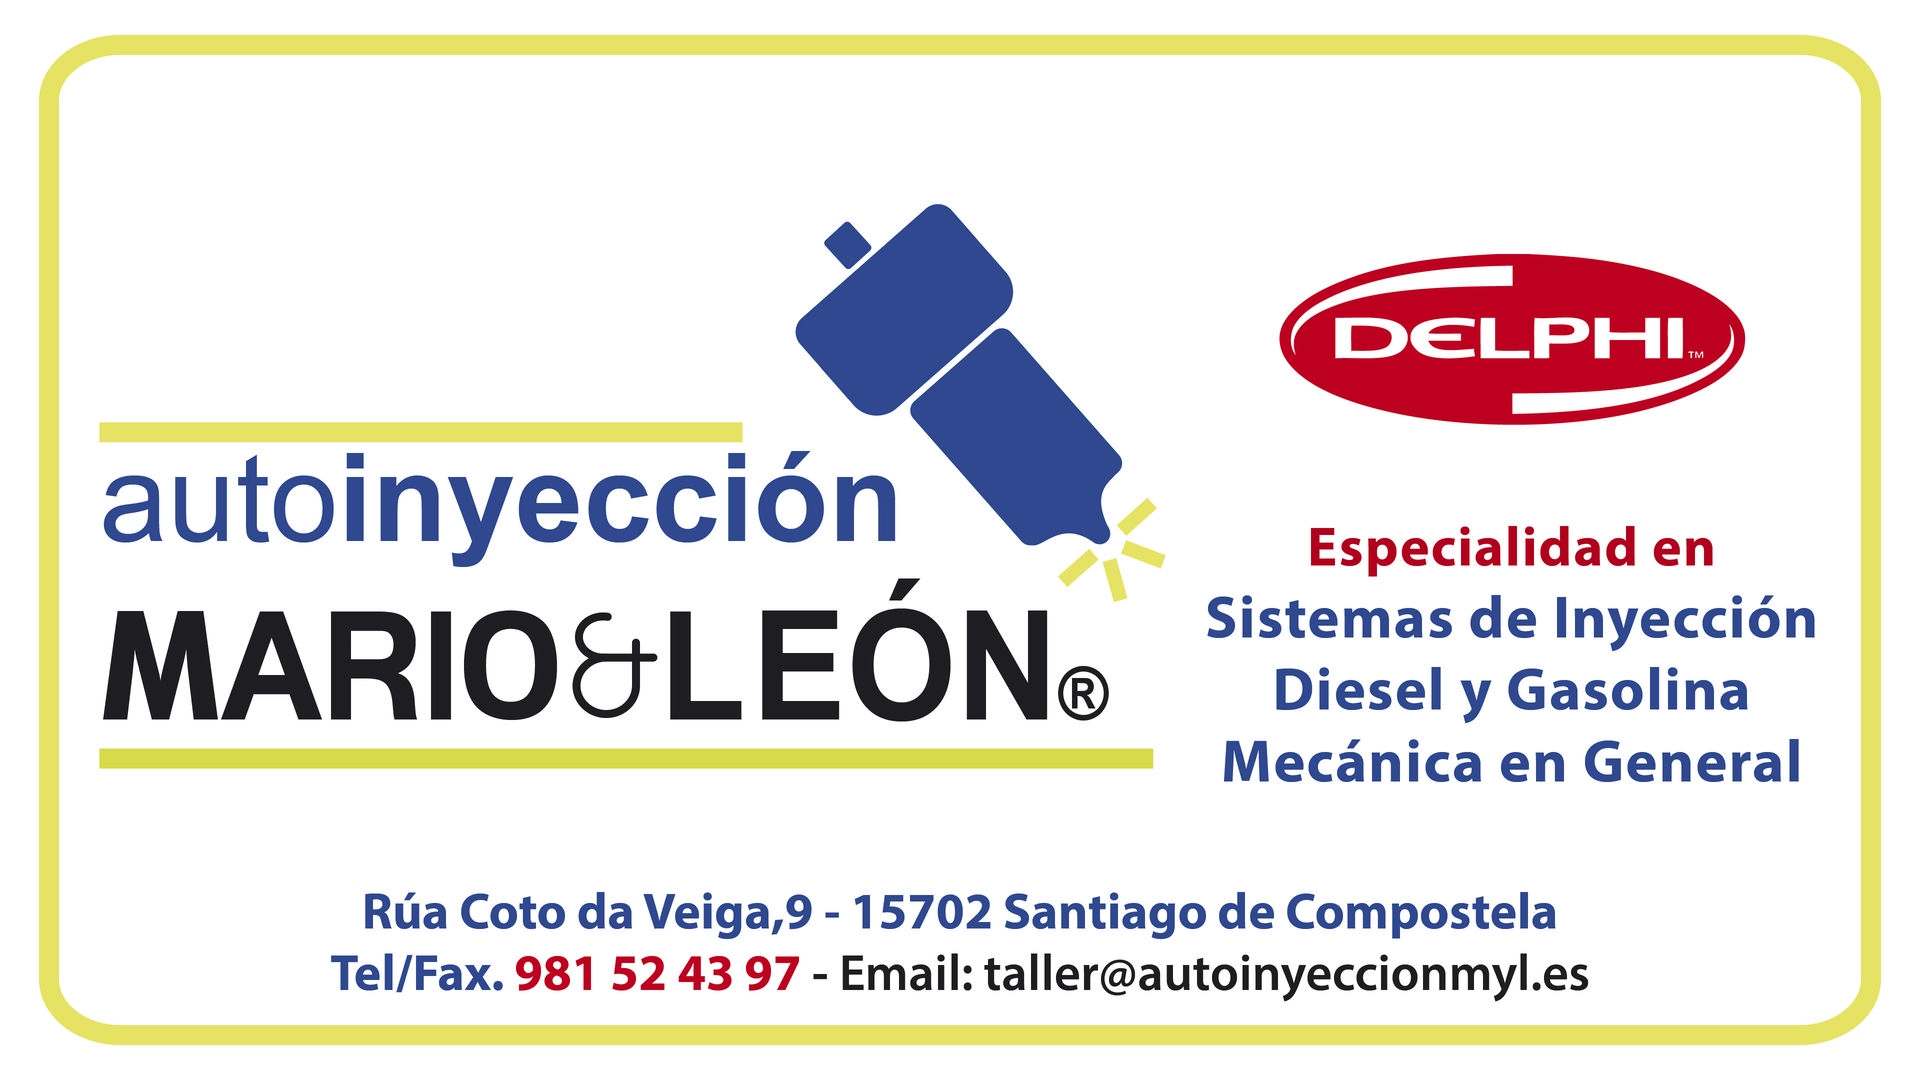 autoinyección
MARIO&LEÓN®
DELPHI™
Especialidad en
Sistemas de Inyección
Diesel y Gasolina
Mecánica en General
Rúa Coto da Veiga,9 - 15702 Santiago de Compostela
Tel/Fax. 981 52 43 97 - Email: taller@autoinyeccionmyl.es